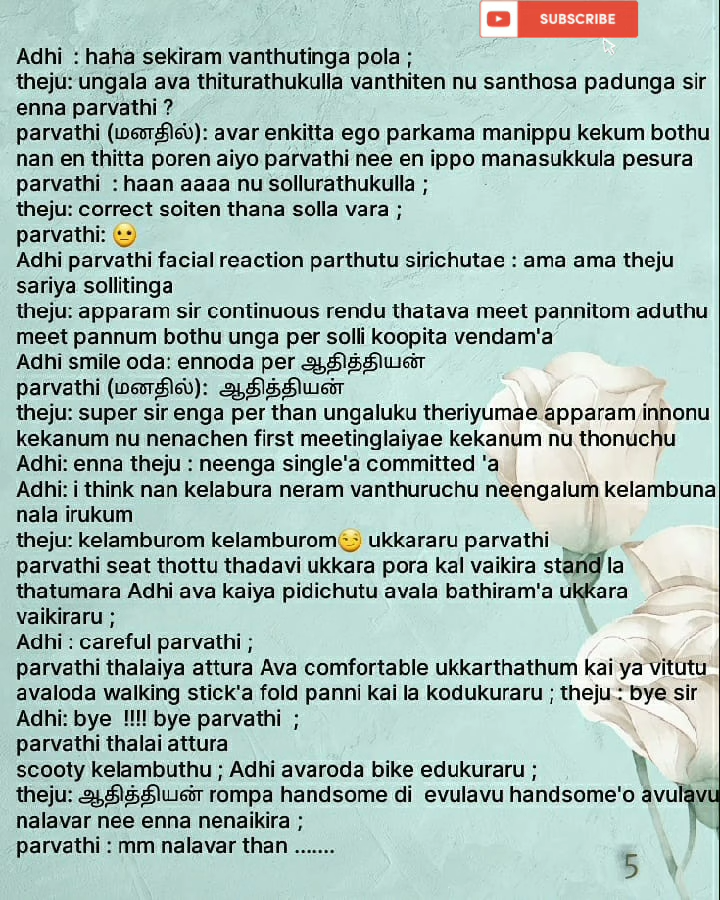 SUBSCRIBE
Adhi : haha sekiram vanthutinga pola ;
theju: ungala ava thiturathukulla vanthiten nu santhosa padunga sir
enna parvathi ?
parvathi (மனதில்): avar enkitta ego parkama manippu kekum bothu
nan en thitta poren aiyo parvathi nee en ippo manasukkula pesura
parvathi : haan aaaa nu sollurathukulla ;
theju: correct soiten thana solla vara ;
parvathi: 😐
Adhi parvathi facial reaction parthutu sirichutae : ama ama theju
sariya sollitinga
theju: apparam sir continuous rendu thatava meet pannitom aduthu
meet pannum bothu unga per solli koopita vendam'a
Adhi smile oda: ennoda per ஆதித்தியன்
parvathi (மனதில்): ஆதித்தியன்
theju: super sir enga per than ungaluku theriyumae apparam innonu
kekanum nu nenachen first meetinglaiyae kekanum nu thonuchu
Adhi: enna theju : neenga single'a committed 'a
Adhi: i think nan kelabura neram vanthuruchu neengalum kelambuna
nala irukum
theju: kelamburom kelamburom😏 ukkararu parvathi
parvathi seat thottu thadavi ukkara pora kal vaikira stand la
thatumara Adhi ava kaiya pidichutu avala bathiram'a ukkara
vaikiraru ;
Adhi : careful parvathi ;
parvathi thalaiya attura Ava comfortable ukkarthathum kai ya vitutu
avaloda walking stick'a fold panni kai la kodukuraru ; theju : bye sir
Adhi: bye !!!! bye parvathi ;
parvathi thalai attura
scooty kelambuthu ; Adhi avaroda bike edukuraru ;
theju: ஆதித்தியன் rompa handsome di evulavu handsome'o avulavu
nalavar nee enna nenaikira ;
parvathi : mm nalavar than .......
5